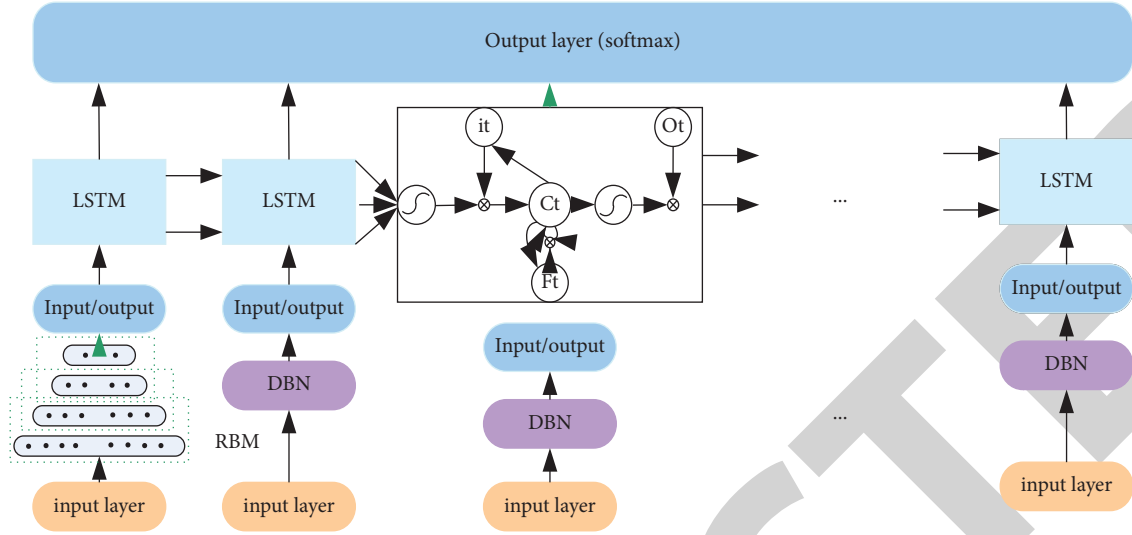 Output layer (softmax)
it
Ot
LSTM
LSTM
Ct
...
LSTM
Ft
Input/output
Input/output
Input/output
Input/output
DBN
DBN
DBN
...
RBM
input layer
input layer
input layer
input layer